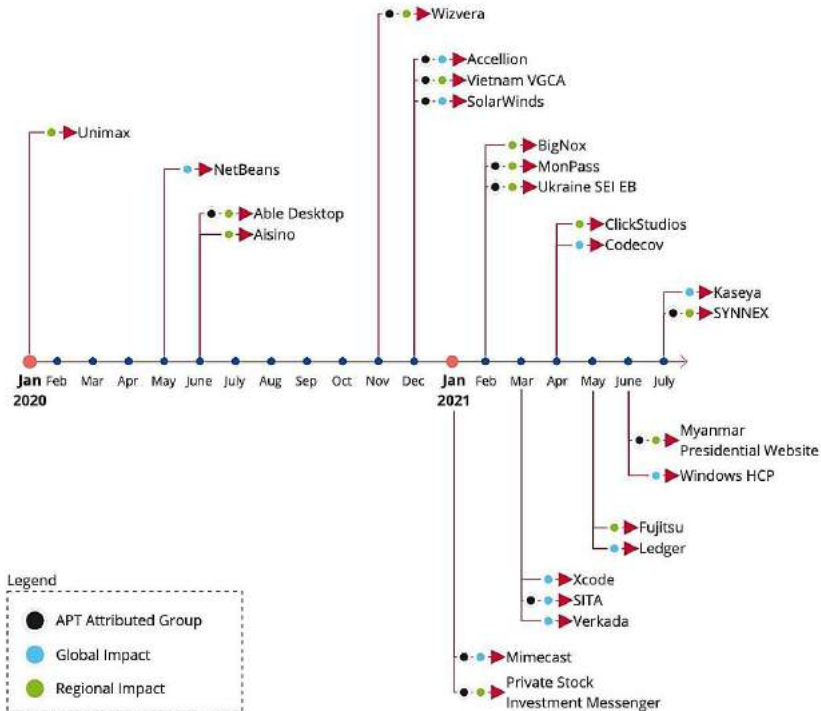 Wizvera
Accellion
Vietnam VGCA
SolarWinds
Unimax
BigNox
NetBeans
MonPass
Ukraine SEI EB
Able Desktop
Aisino
ClickStudios
Codecov
Kaseya
SYNNEX
Jan Feb Mar Apr May June July Aug Sep Oct Nov Dec Jan Feb Mar Apr May June July
2020 2021
Myanmar
Presidential Website
Windows HCP
Fujitsu
Ledger
Xcode
SITA
Verkada
Mimecast
Private Stock
Investment Messenger
Legend
APT Attributed Group
Global Impact
Regional Impact